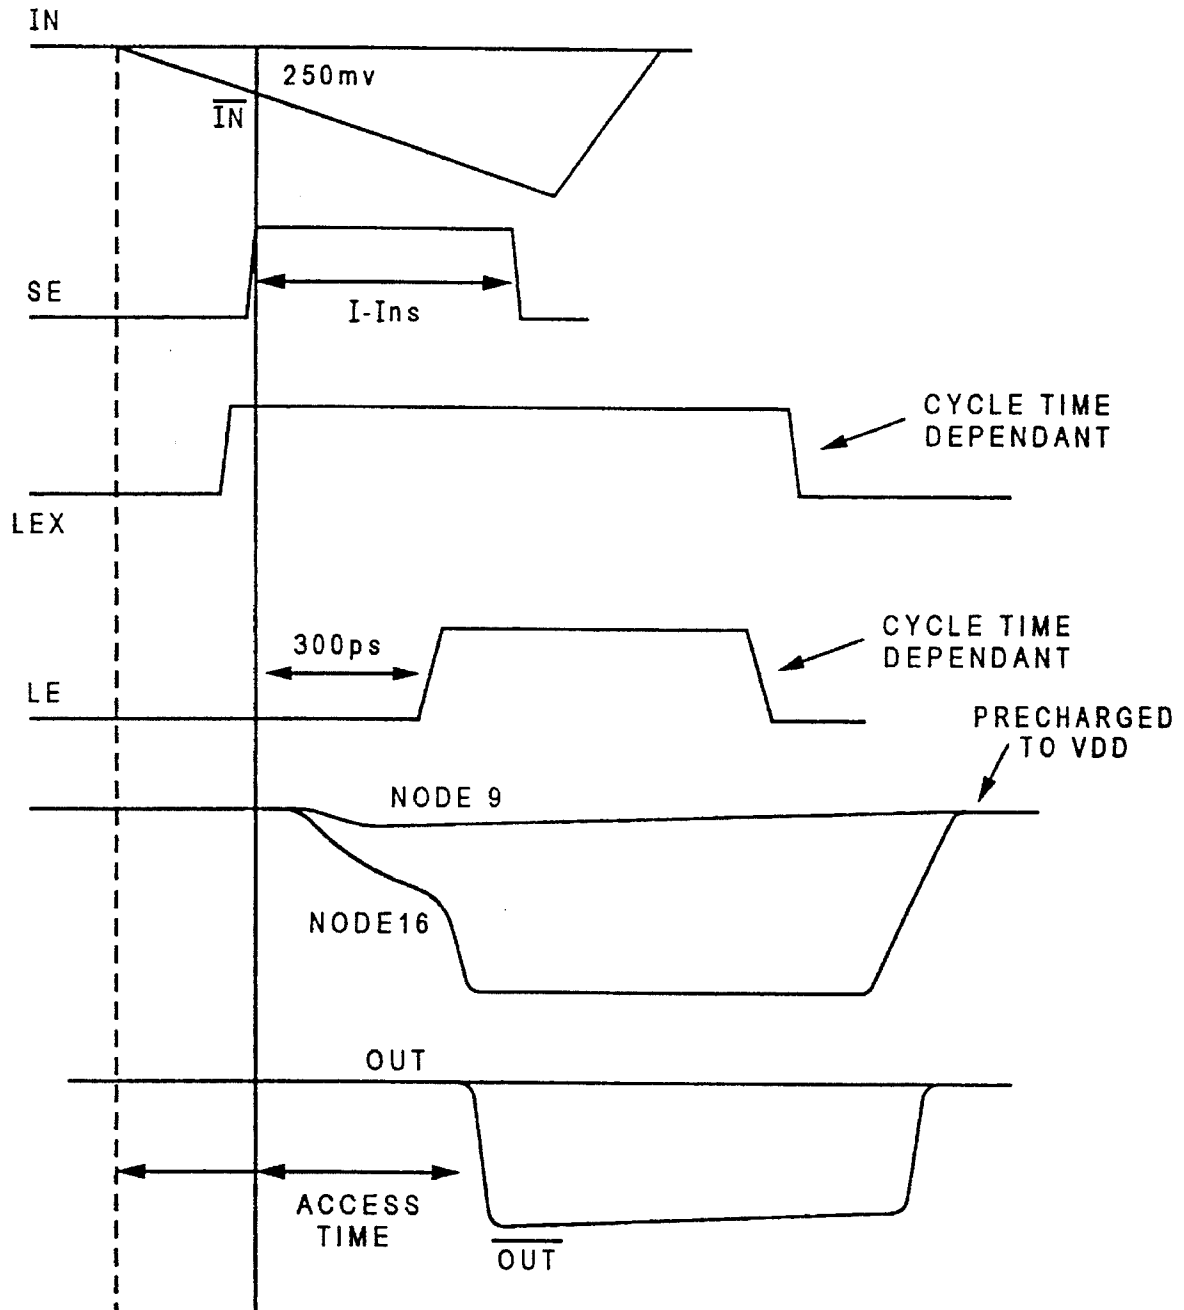 IN
250mv
IN
SE
I-Ins
CYCLE TIME
DEPENDANT
LEX
300ps
CYCLE TIME
DEPENDANT
LE
PRECHARGED
TO VDD
NODE 9
NODE16
OUT
ACCESS
TIME
OUT